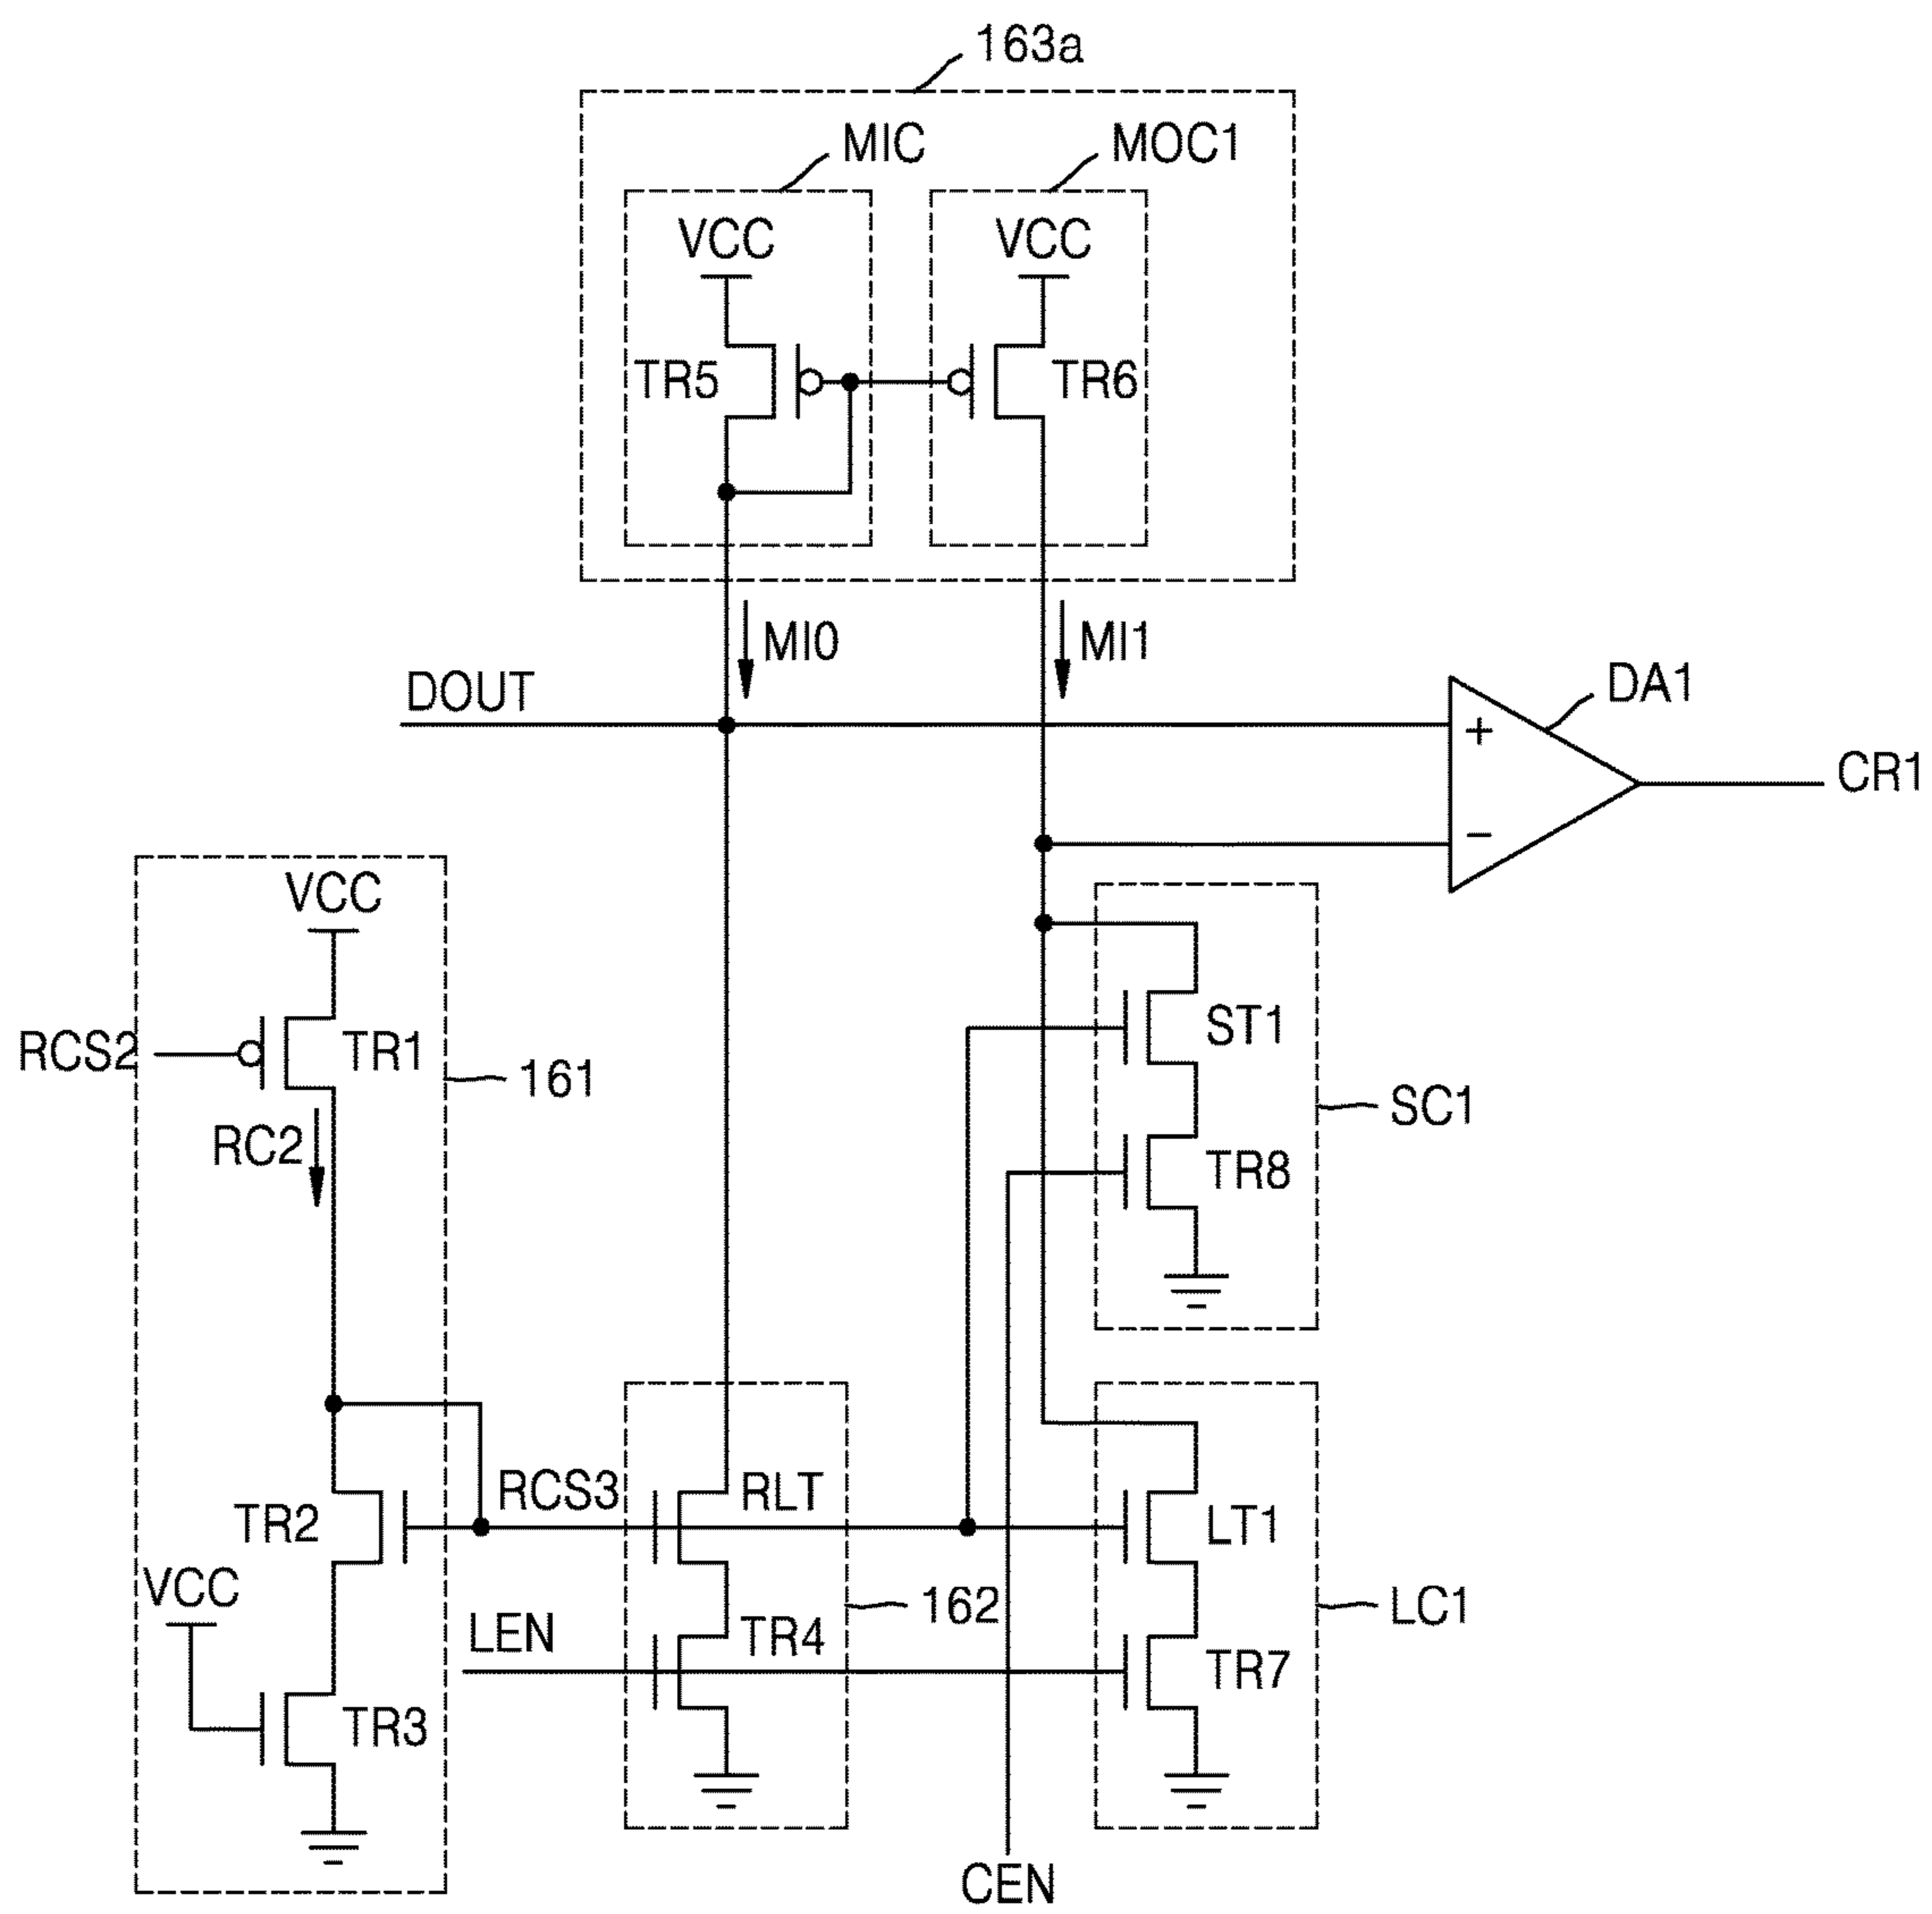 163a
MIC
MOC1
VCC
VCC
TR5
TR6
MI0
MI1
DOUT
DA1
+
CR1
−
VCC
RCS2
TR1
161
ST1
RC2
SC1
TR8
RCS3
RLT
TR2
LT1
VCC
162
LC1
LEN
TR4
TR7
TR3
CEN